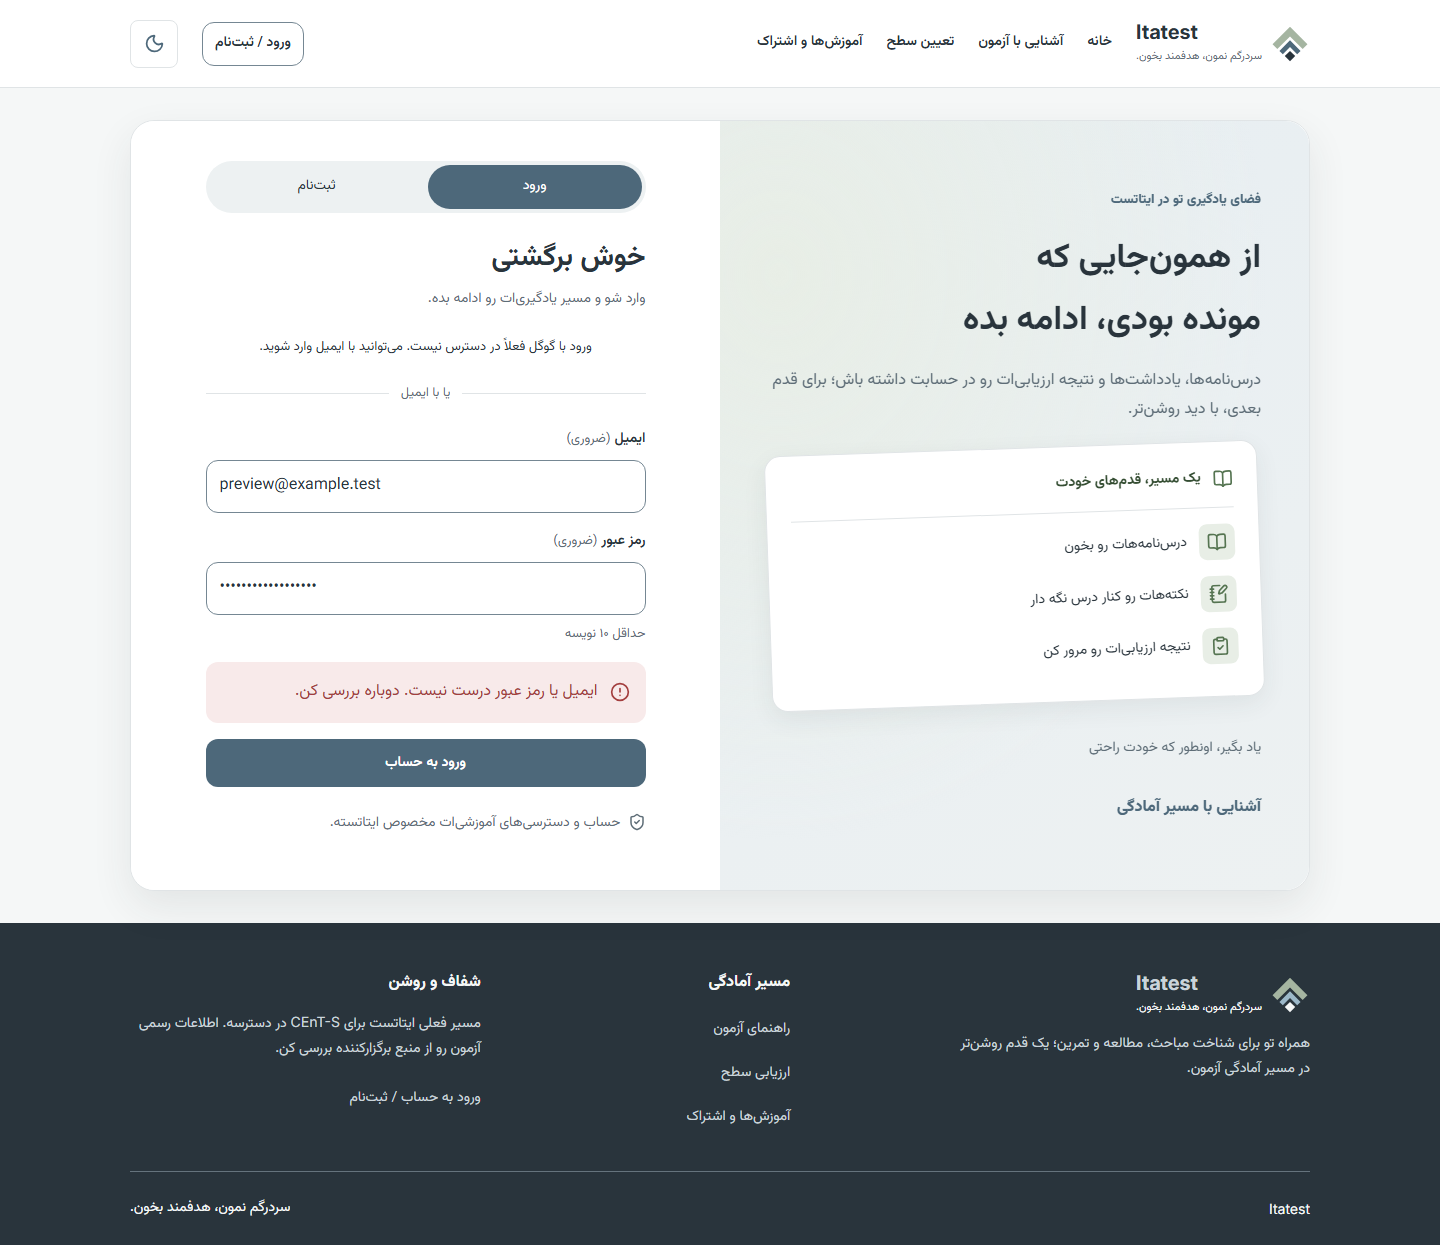 Itatest
سردرگم نمون، هدفمند بخون.
خانه
آشنایی با آزمون
تعیین سطح
آموزش‌ها و اشتراک
ورود / ثبت‌نام
فضای یادگیری تو در ایتاتست
از همون‌جایی که
مونده بودی، ادامه بده
درس‌نامه‌ها، یادداشت‌ها و نتیجه ارزیابی‌ات رو در حسابت داشته باش؛ برای قدم
بعدی، با دید روشن‌تر.
یک مسیر، قدم‌های خودت
درس‌نامه‌هات رو بخون
نکته‌هات رو کنار درس نگه دار
نتیجه ارزیابی‌ات رو مرور کن
یاد بگیر، اونطور که خودت راحتی
آشنایی با مسیر آمادگی
ورود
ثبت‌نام
خوش برگشتی
وارد شو و مسیر یادگیری‌ات رو ادامه بده.
ورود با گوگل فعلاً در دسترس نیست. می‌توانید با ایمیل وارد شوید.
یا با ایمیل
ایمیل (ضروری)
preview@example.test
رمز عبور (ضروری)
••••••••••••••••••
حداقل ۱۰ نویسه
ایمیل یا رمز عبور درست نیست. دوباره بررسی کن.
ورود به حساب
حساب و دسترسی‌های آموزشی‌ات مخصوص ایتاتسته.
Itatest
سردرگم نمون، هدفمند بخون.
همراه تو برای شناخت مباحث، مطالعه و تمرین؛ یک قدم روشن‌تر
در مسیر آمادگی آزمون.
مسیر آمادگی
راهنمای آزمون
ارزیابی سطح
آموزش‌ها و اشتراک
شفاف و روشن
مسیر فعلی ایتاتست برای CEnT-S در دسترسه. اطلاعات رسمی
آزمون رو از منبع برگزارکننده بررسی کن.
ورود به حساب / ثبت‌نام
Itatest
سردرگم نمون، هدفمند بخون.